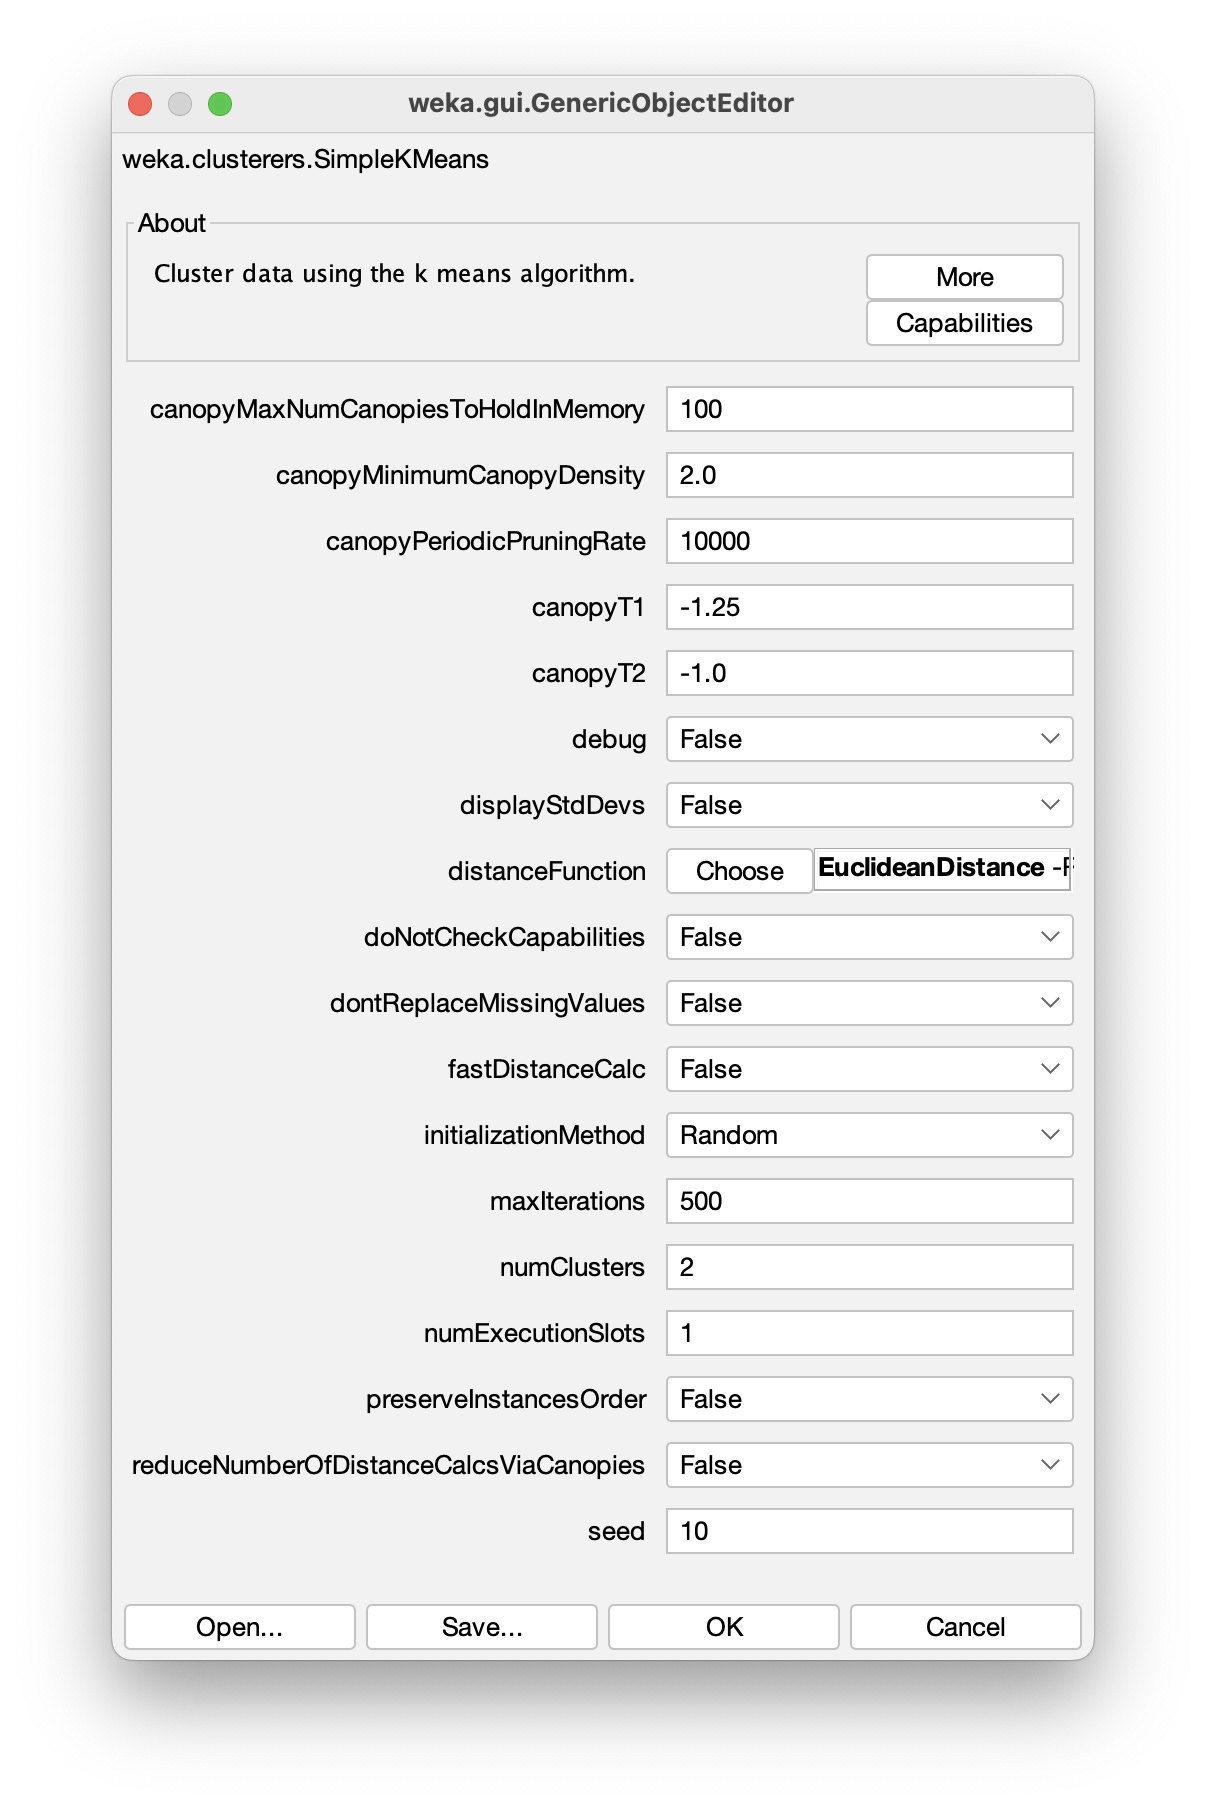 weka.gui.GenericObjectEditor
weka.clusterers.SimpleKMeans
About
Cluster data using the k means algorithm.
More
Capabilities
canopyMaxNumCanopiesToHoldInMemory 100
canopyMinimumCanopyDensity 2.0
canopyPeriodicPruningRate 10000
canopyT1 -1.25
canopyT2 -1.0
debug False
displayStdDevs False
distanceFunction Choose EuclideanDistance
doNotCheckCapabilities False
dontReplaceMissingValues False
fastDistanceCalc False
initializationMethod Random
maxIterations 500
numClusters 2
numExecutionSlots 1
preserveInstancesOrder False
reduceNumberOfDistanceCalcsViaCanopies False
seed 10
Open... Save... OK Cancel